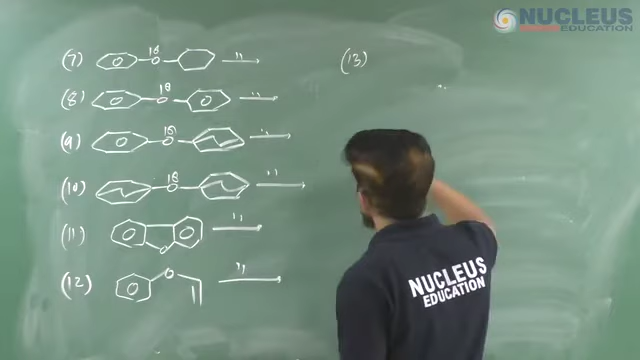 NUCLEUS
EDUCATION
(7) 18 O "
(8) 18 O "
(9) 18 O "
(10) 18 O "
(11) O "
(12) O "
(13)
NUCLEUS
EDUCATION